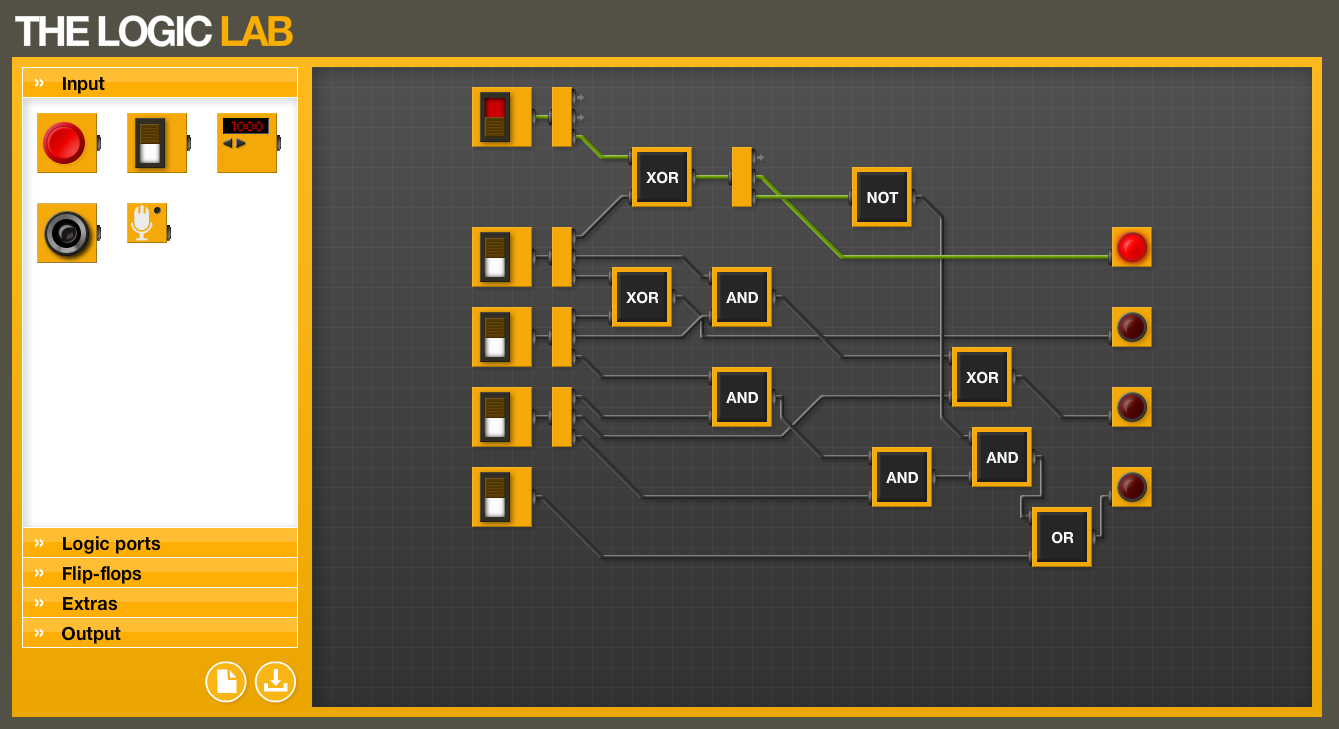 THE LOGIC LAB
Input
1000
XOR
NOT
XOR
AND
XOR
AND
AND
AND
OR
Logic ports
Flip-flops
Extras
Output